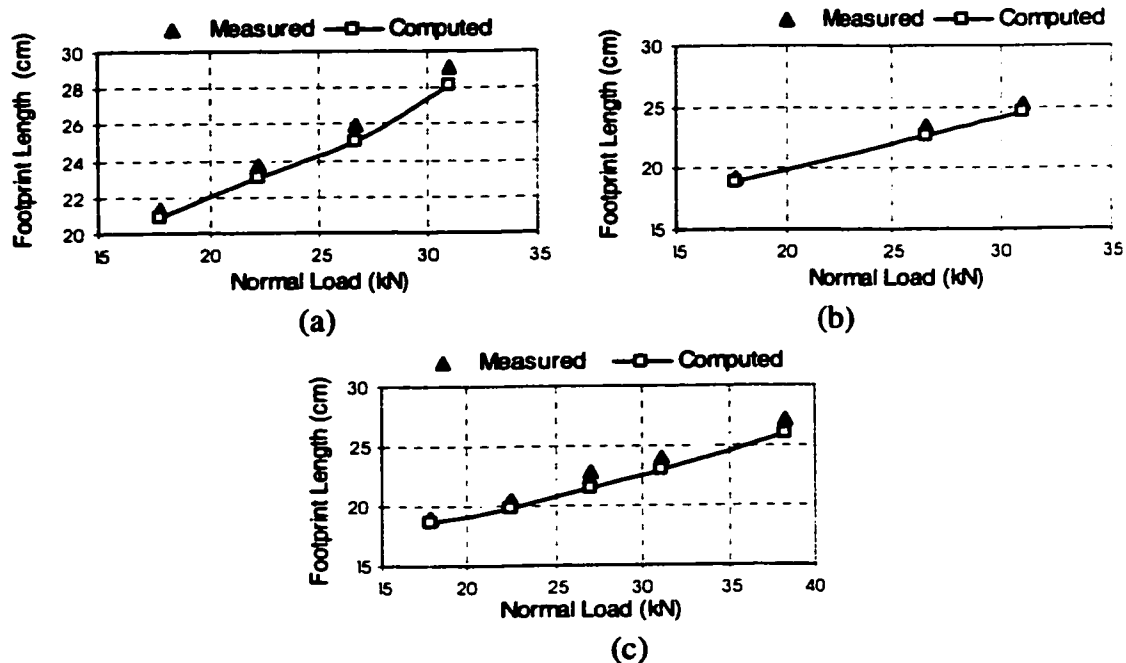 Measured Computed
Footprint Length (cm)
30
28
26
24
22
20
15 20 25 30 35
Normal Load (kN)
(a)
Measured Computed
Footprint Length (cm)
30
25
20
15
15 20 25 30 35
Normal Load (kN)
(b)
Measured Computed
Footprint Length (cm)
30
25
20
15
15 20 25 30 35 40
Normal Load (kN)
(c)